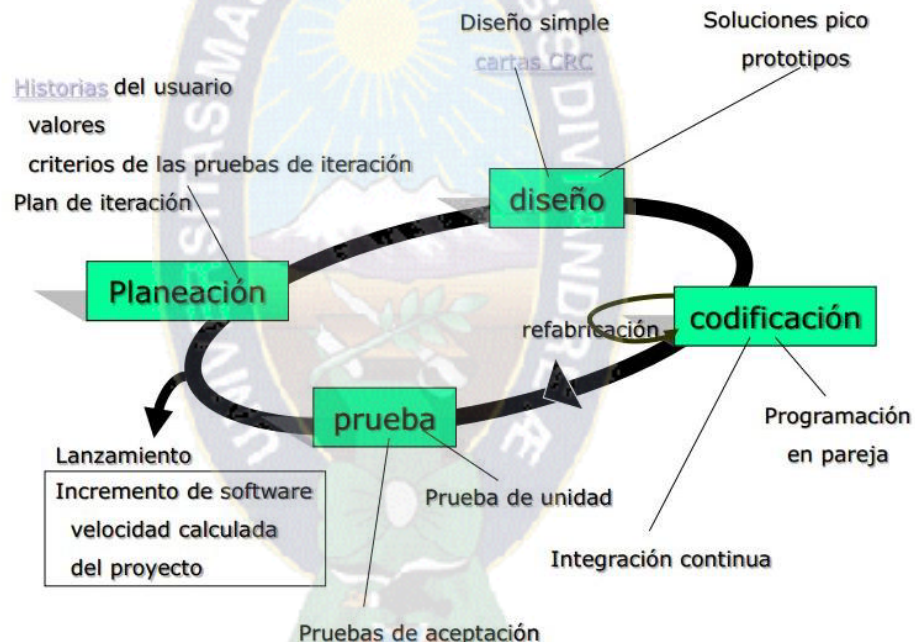 Diseño simple
cartas CRC
Soluciones pico
prototipos
Historias del usuario
valores
criterios de las pruebas de iteración
Plan de iteración
diseño
Planeación
codificación
refabricación
prueba
Programación
en pareja
Lanzamiento
Incremento de software
velocidad calculada
del proyecto
Prueba de unidad
Integración continua
Pruebas de aceptación